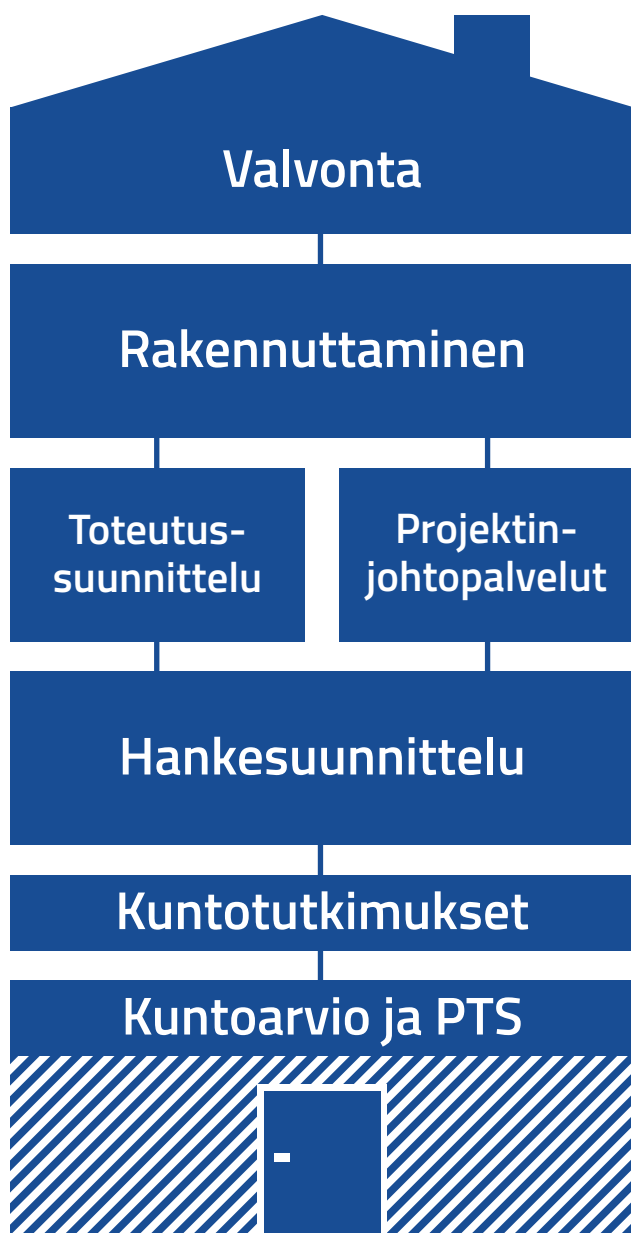 Valvonta
Rakennuttaminen
Toteutus-
suunnittelu
Projektin-
johtopalvelut
Hankesuunnittelu
Kuntotutkimukset
Kuntoarvio ja PTS